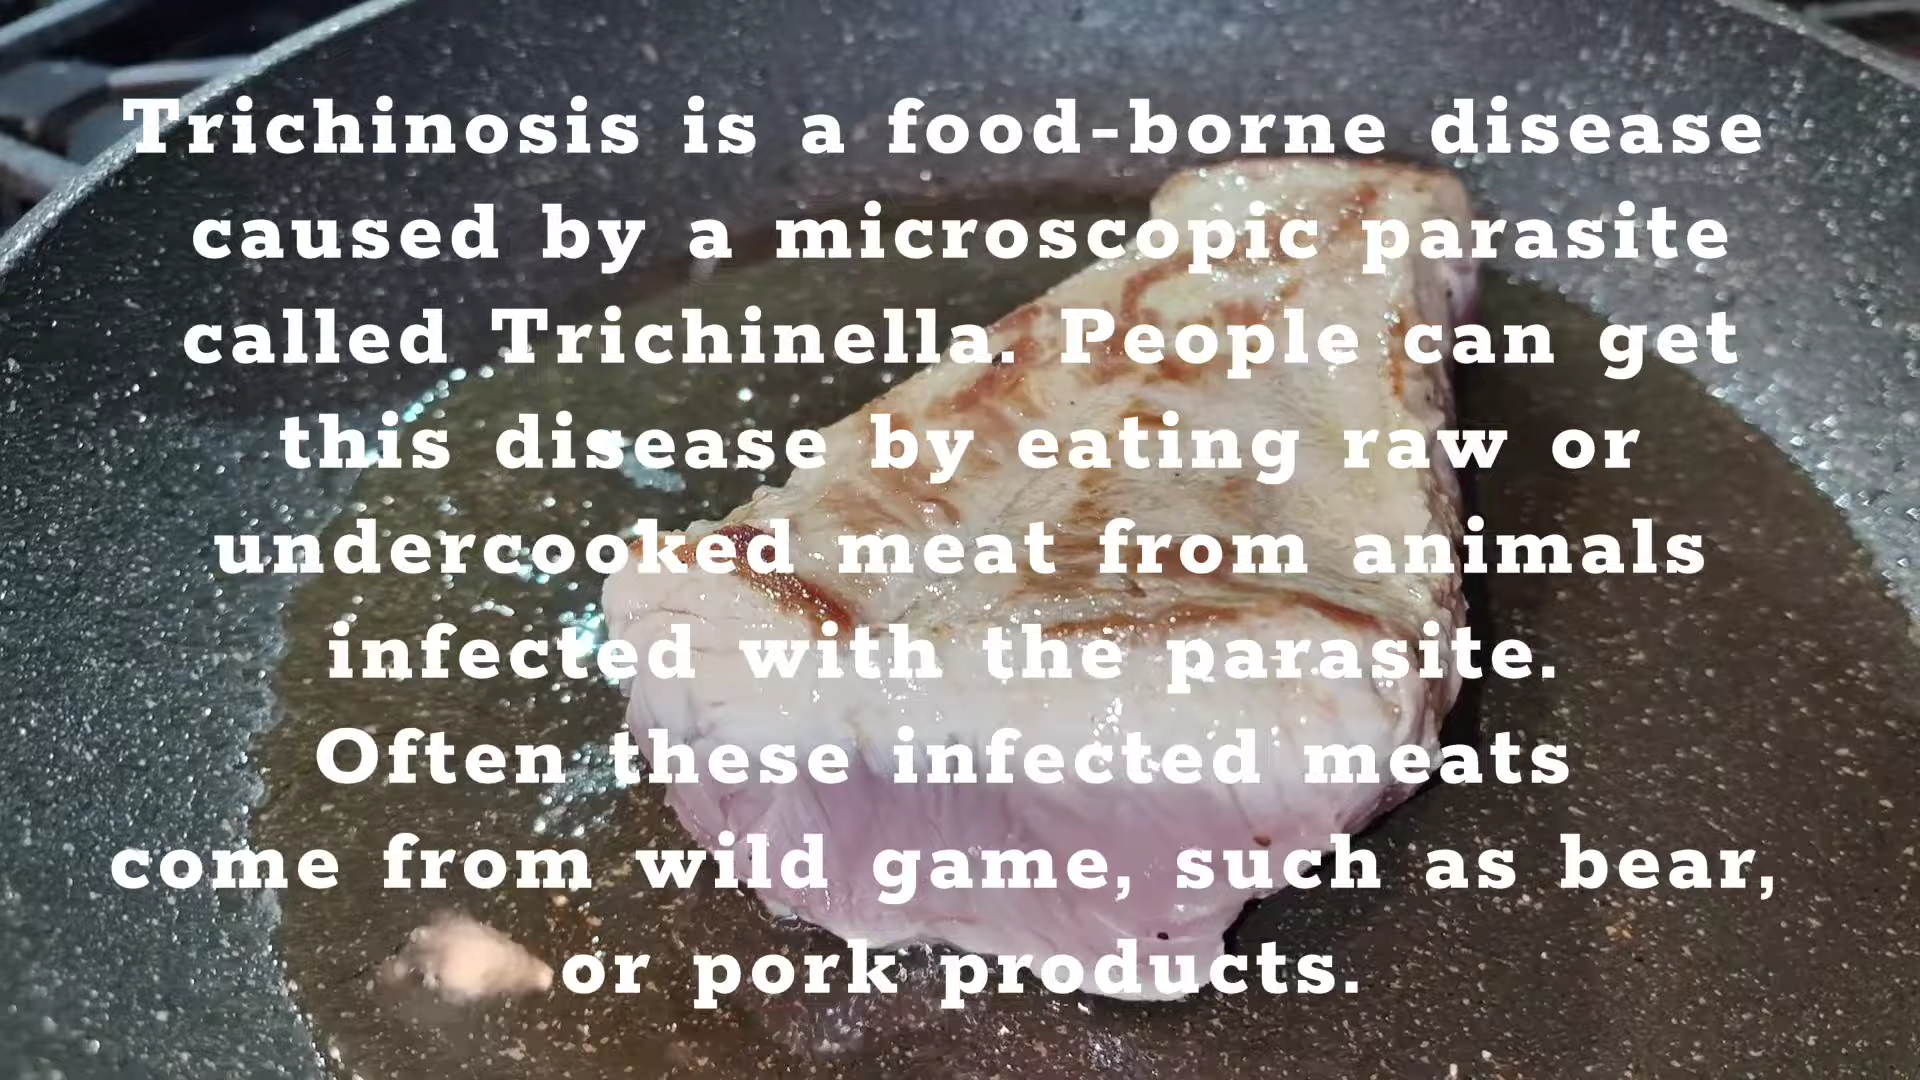 Trichinosis is a food-borne disease
caused by a microscopic parasite
called Trichinella. People can get
this disease by eating raw or
undercooked meat from animals
infected with the parasite.
Often these infected meats
come from wild game, such as bear,
or pork products.